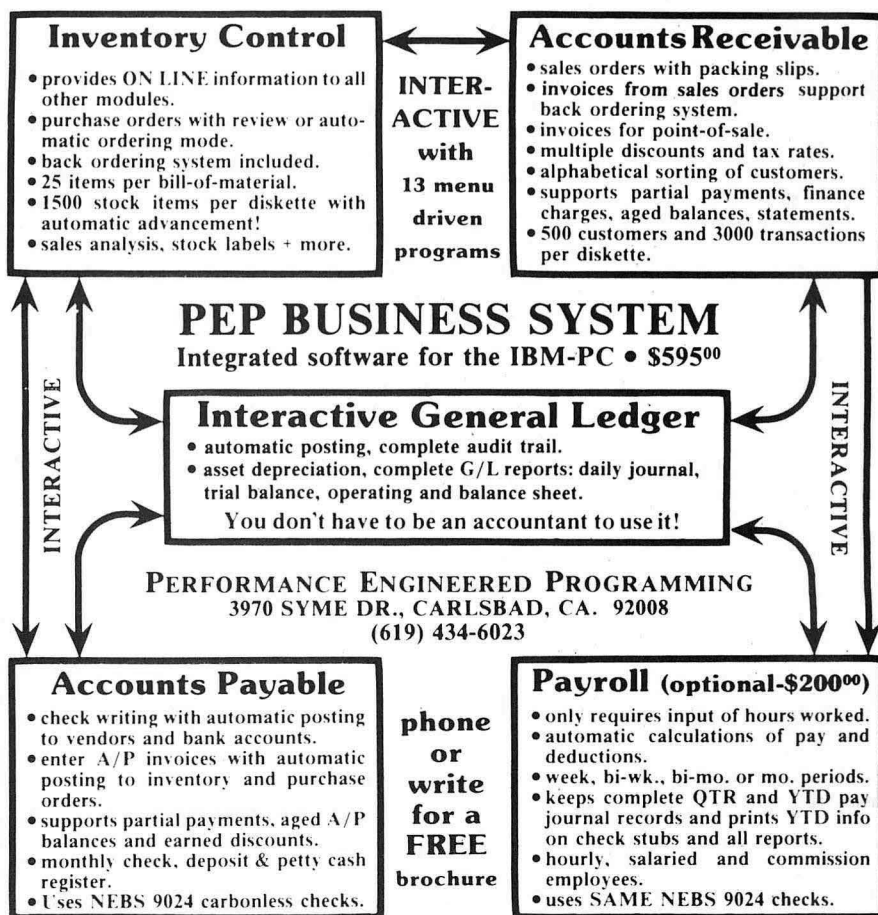 Inventory Control
• provides ON LINE information to all
other modules.
• purchase orders with review or auto-
matic ordering mode.
• back ordering system included.
• 25 items per bill-of-material.
• 1500 stock items per diskette with
automatic advancement!
• sales analysis, stock labels + more.
INTER-
ACTIVE
with
13 menu
driven
programs
Accounts Receivable
• sales orders with packing slips.
• invoices from sales orders support
back ordering system.
• invoices for point-of-sale.
• multiple discounts and tax rates.
• alphabetical sorting of customers.
• supports partial payments, finance
charges, aged balances, statements.
• 500 customers and 3000 transactions
per diskette.
PEP BUSINESS SYSTEM
Integrated software for the IBM-PC • $595⁰⁰
INTERACTIVE
Interactive General Ledger
• automatic posting, complete audit trail.
• asset depreciation, complete G/L reports: daily journal,
trial balance, operating and balance sheet.
You don't have to be an accountant to use it!
INTERACTIVE
PERFORMANCE ENGINEERED PROGRAMMING
3970 SYME DR., CARLSBAD, CA. 92008
(619) 434-6023
Accounts Payable
• check writing with automatic posting
to vendors and bank accounts.
• enter A/P invoices with automatic
posting to inventory and purchase
orders.
• supports partial payments, aged A/P
balances and earned discounts.
• monthly check, deposit & petty cash
register.
• Uses NEBS 9024 carbonless checks.
phone
or
write
for a
FREE
brochure
Payroll (optional-$200⁰⁰)
• only requires input of hours worked.
• automatic calculations of pay and
deductions.
• week, bi-wk., bi-mo. or mo. periods.
• keeps complete QTR and YTD pay
journal records and prints YTD info
on check stubs and all reports.
• hourly, salaried and commission
employees.
• uses SAME NEBS 9024 checks.